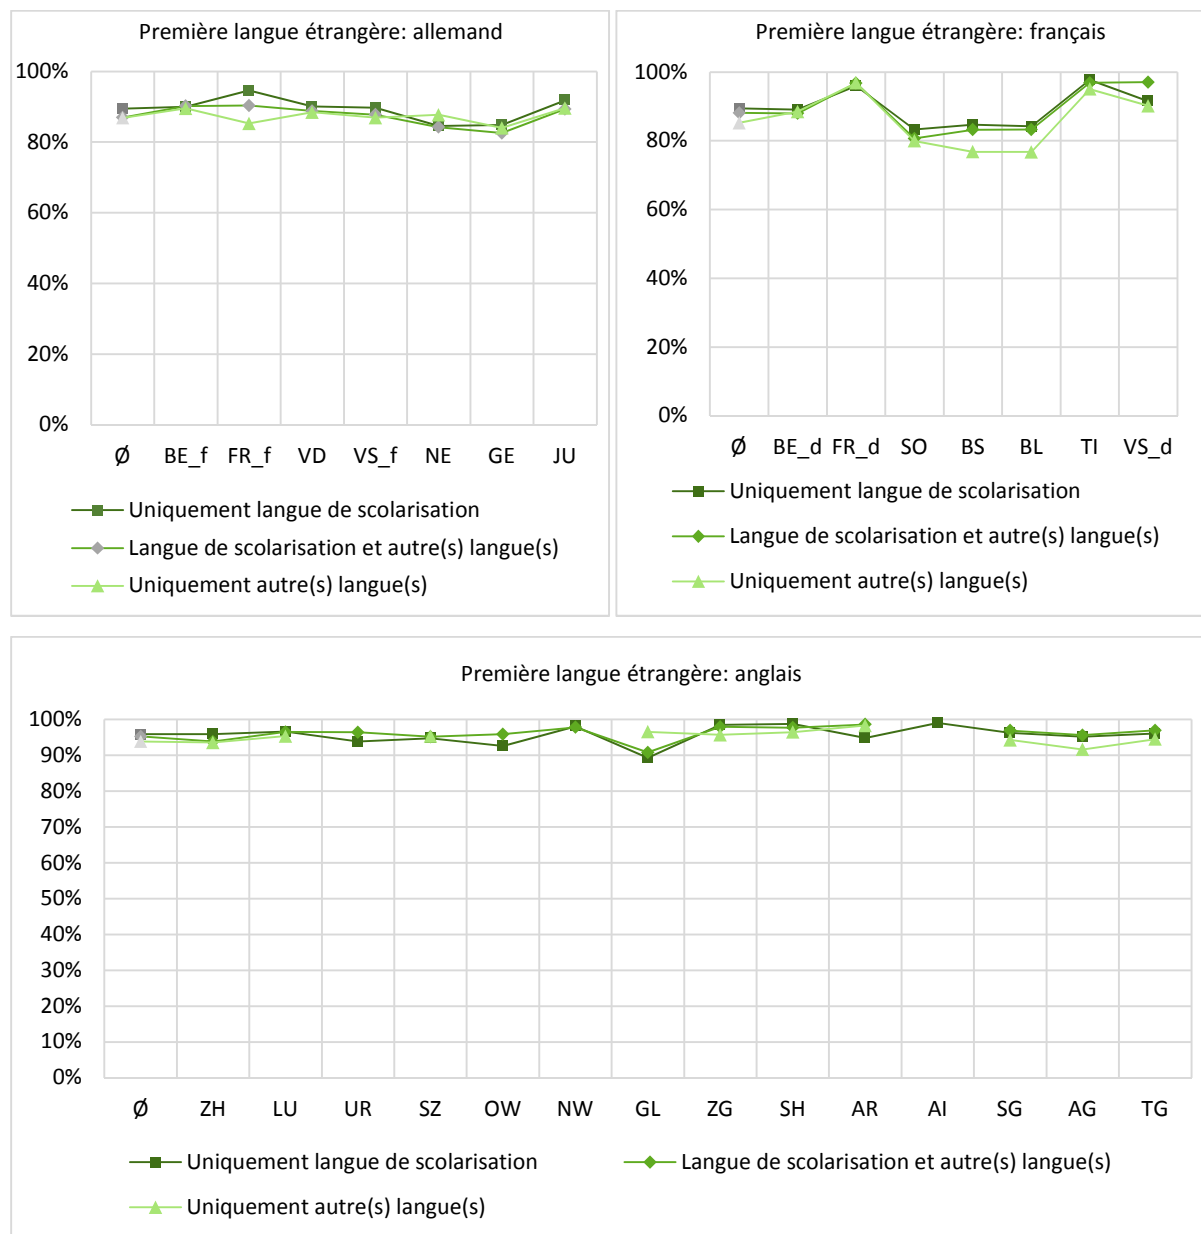 Première langue étrangère: allemand
100%
80%
60%
40%
20%
0%
Ø BE_f FR_f VD VS_f NE GE JU
Uniquement langue de scolarisation
Langue de scolarisation et autre(s) langue(s)
Uniquement autre(s) langue(s)
Première langue étrangère: français
100%
80%
60%
40%
20%
0%
Ø BE_d FR_d SO BS BL TI VS_d
Uniquement langue de scolarisation
Langue de scolarisation et autre(s) langue(s)
Uniquement autre(s) langue(s)
Première langue étrangère: anglais
100%
90%
80%
70%
60%
50%
40%
30%
20%
10%
0%
Ø ZH LU UR SZ OW NW GL ZG SH AR AI SG AG TG
Uniquement langue de scolarisation Langue de scolarisation et autre(s) langue(s)
Uniquement autre(s) langue(s)